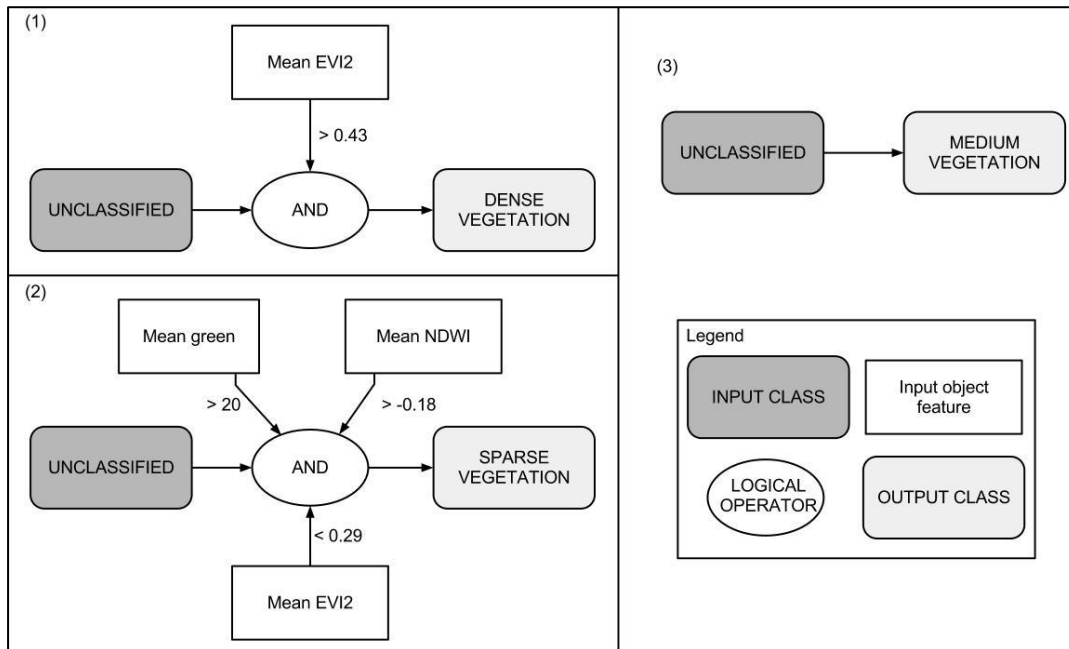 (1)
Mean EVI2
> 0.43
UNCLASSIFIED
AND
DENSE
VEGETATION
(2)
Mean green
Mean NDWI
> 20
> -0.18
UNCLASSIFIED
AND
SPARSE
VEGETATION
< 0.29
Mean EVI2
(3)
UNCLASSIFIED
MEDIUM
VEGETATION
Legend
INPUT CLASS
Input object
feature
LOGICAL
OPERATOR
OUTPUT CLASS